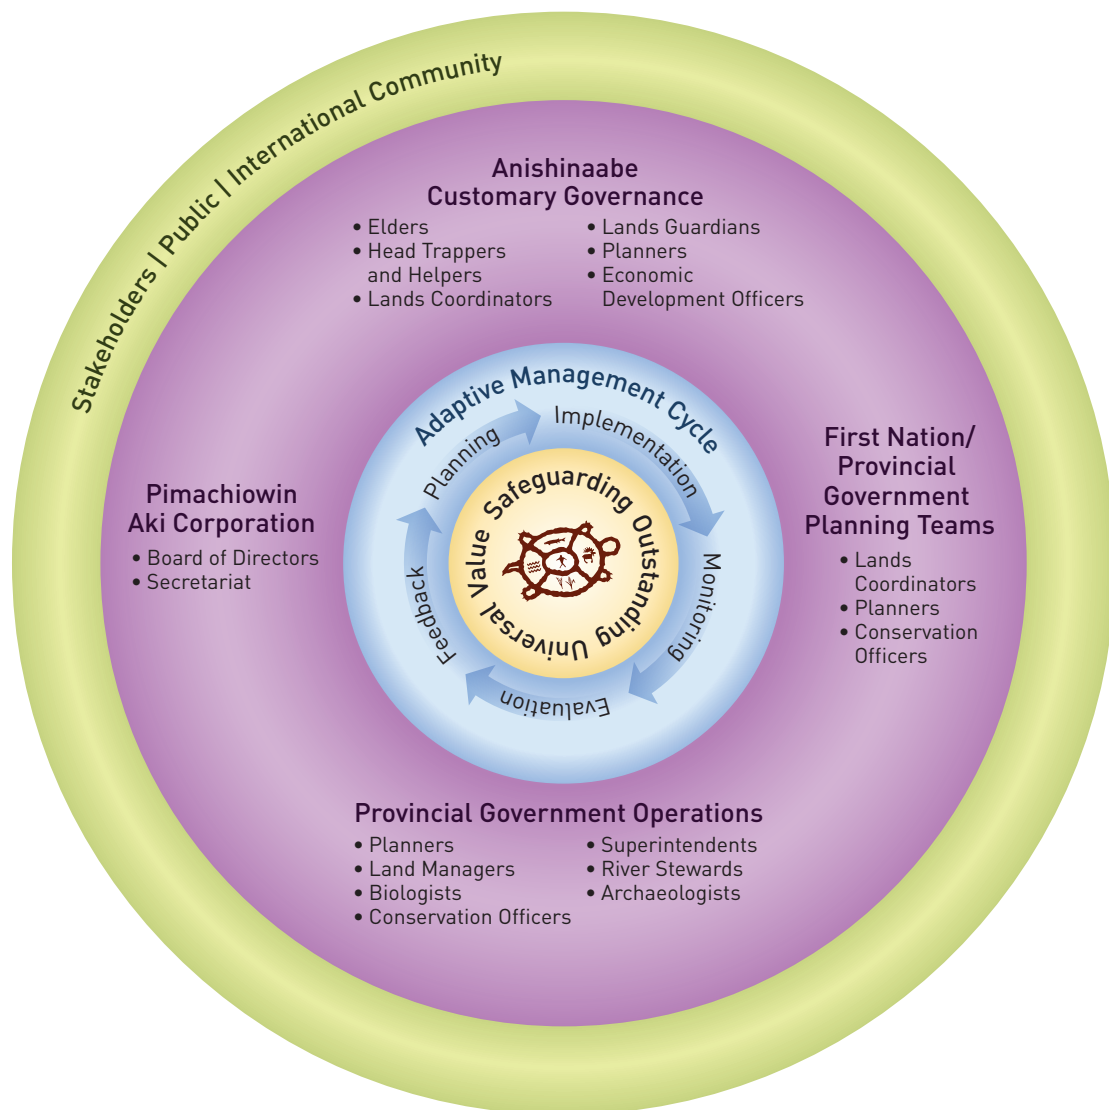 Stakeholders | Public | International Community
Anishinaabe
Customary Governance
• Elders
• Head Trappers
and Helpers
• Lands Coordinators
• Lands Guardians
• Planners
• Economic
Development Officers
Adaptive Management Cycle
Planning
Implementation
Monitoring
Evaluation
Feedback
Safeguarding Outstanding Universal Value
Pimachiowin
Aki Corporation
• Board of Directors
• Secretariat
First Nation/
Provincial
Government
Planning Teams
• Lands
Coordinators
• Planners
• Conservation
Officers
Provincial Government Operations
• Planners
• Land Managers
• Biologists
• Conservation Officers
• Superintendents
• River Stewards
• Archaeologists